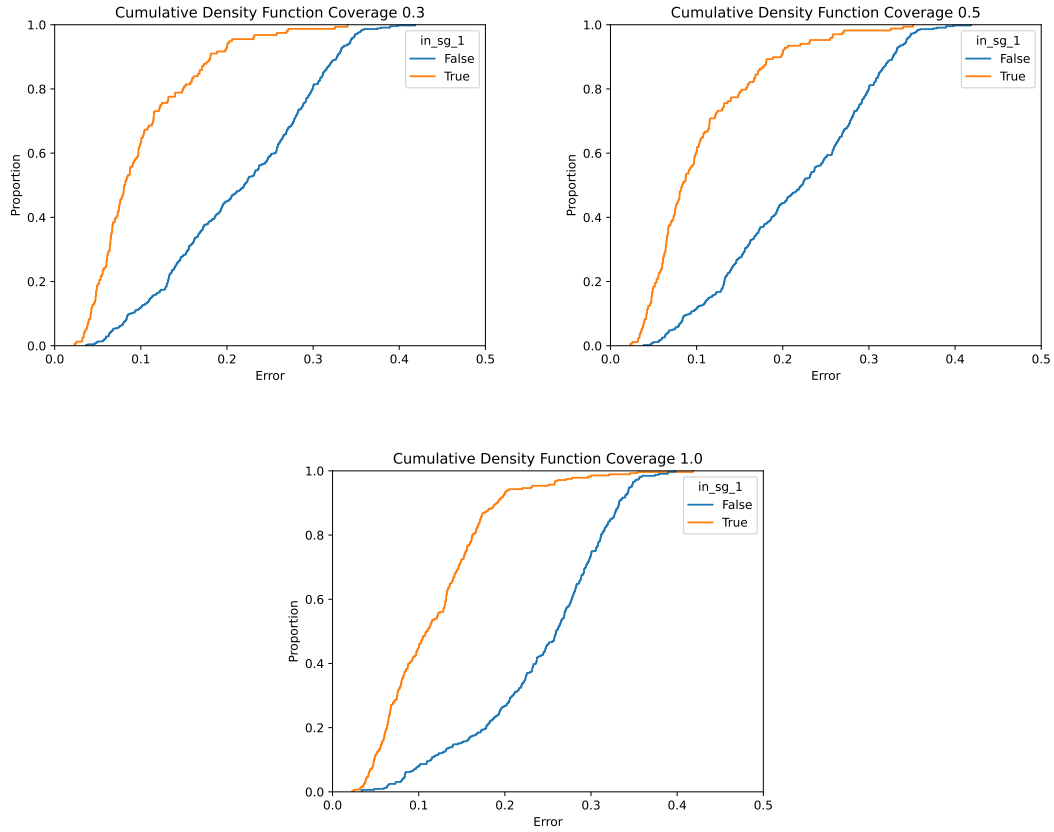 Cumulative Density Function Coverage 0.3
1.0
0.8
0.6
0.4
0.2
0.0
Proportion
in_sg_1
False
True
0.0 0.1 0.2 0.3 0.4 0.5
Error
Cumulative Density Function Coverage 0.5
1.0
0.8
0.6
0.4
0.2
0.0
Proportion
in_sg_1
False
True
0.0 0.1 0.2 0.3 0.4 0.5
Error
Cumulative Density Function Coverage 1.0
1.0
0.8
0.6
0.4
0.2
0.0
Proportion
in_sg_1
False
True
0.0 0.1 0.2 0.3 0.4 0.5
Error